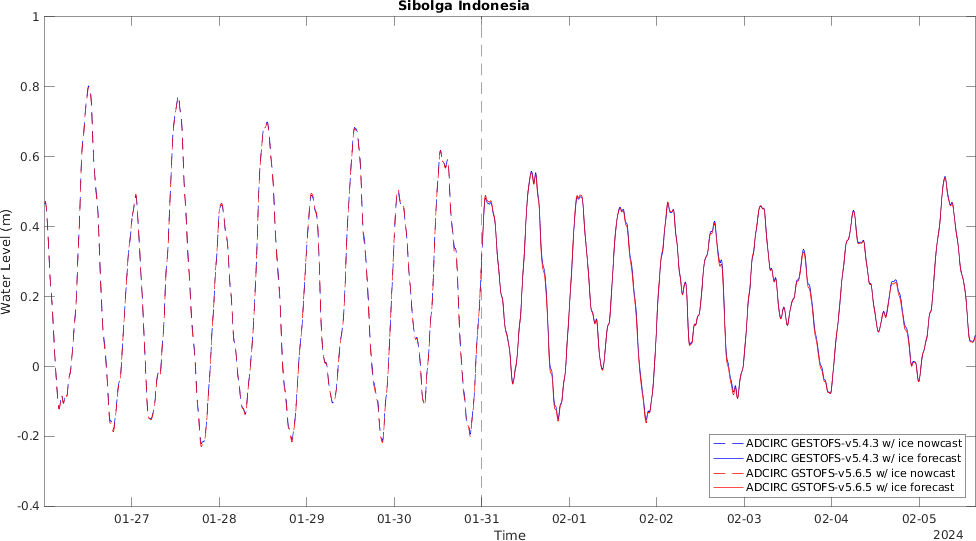 Sibolga Indonesia
Water Level (m)
1
0.8
0.6
0.4
0.2
0
-0.2
-0.4
01-27 01-28 01-29 01-30 01-31 02-01 02-02 02-03 02-04 02-05
Time
2024
ADCIRC GESTOFS-v5.4.3 w/ ice nowcast
ADCIRC GESTOFS-v5.4.3 w/ ice forecast
ADCIRC GSTOFS-v5.6.5 w/ ice nowcast
ADCIRC GSTOFS-v5.6.5 w/ ice forecast